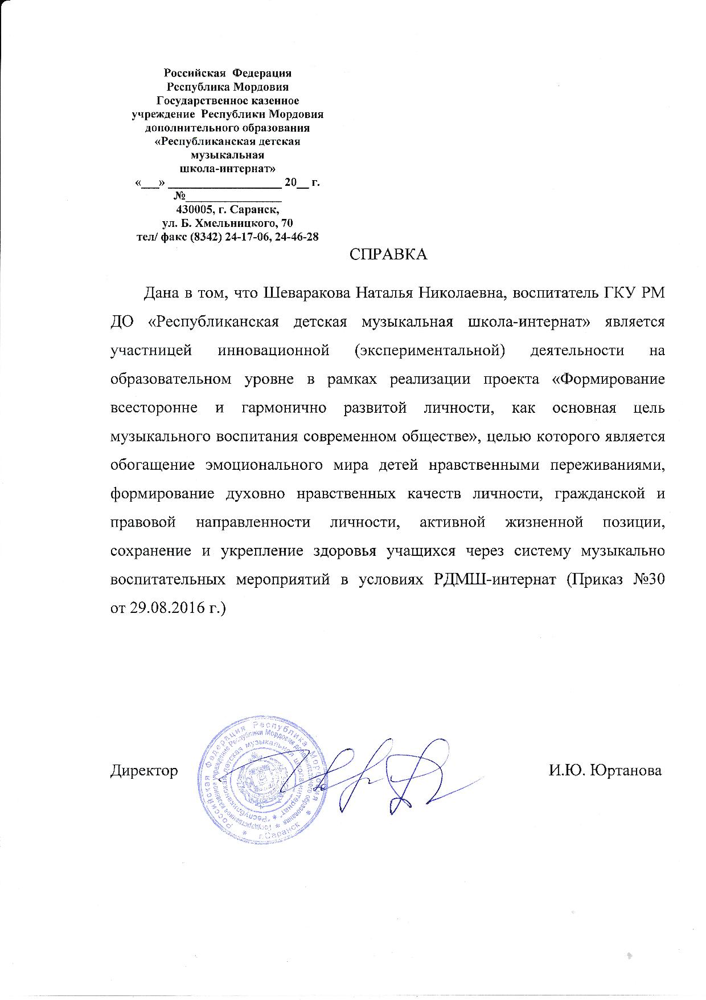 Российская Федерация
Республика Мордовия
Государственное казенное
учреждение Республики Мордовия
дополнительного образования
«Республиканская детская
музыкальная
школа-интернат»
«___» ___________________ 20__ г.
№________________
430005, г. Саранск,
ул. Б. Хмельницкого, 70
тел/ факс (8342) 24-17-06, 24-46-28
СПРАВКА
Дана в том, что Шеваракова Наталья Николаевна, воспитатель ГКУ РМ
ДО «Республиканская детская музыкальная школа-интернат» является
участницей инновационной (экспериментальной) деятельности на
образовательном уровне в рамках реализации проекта «Формирование
всесторонне и гармонично развитой личности, как основная цель
музыкального воспитания современном обществе», целью которого является
обогащение эмоционального мира детей нравственными переживаниями,
формирование духовно нравственных качеств личности, гражданской и
правовой направленности личности, активной жизненной позиции,
сохранение и укрепление здоровья учащихся через систему музыкально
воспитательных мероприятий в условиях РДМШ-интернат (Приказ №30
от 29.08.2016 г.)
Российская Федерация Республика Мордовия * г.Саранск *
Государственное казенное учреждение Республики Мордовия дополнительного образования *
"Республиканская детская музыкальная школа-интернат" *
Директор
И.Ю. Юртанова